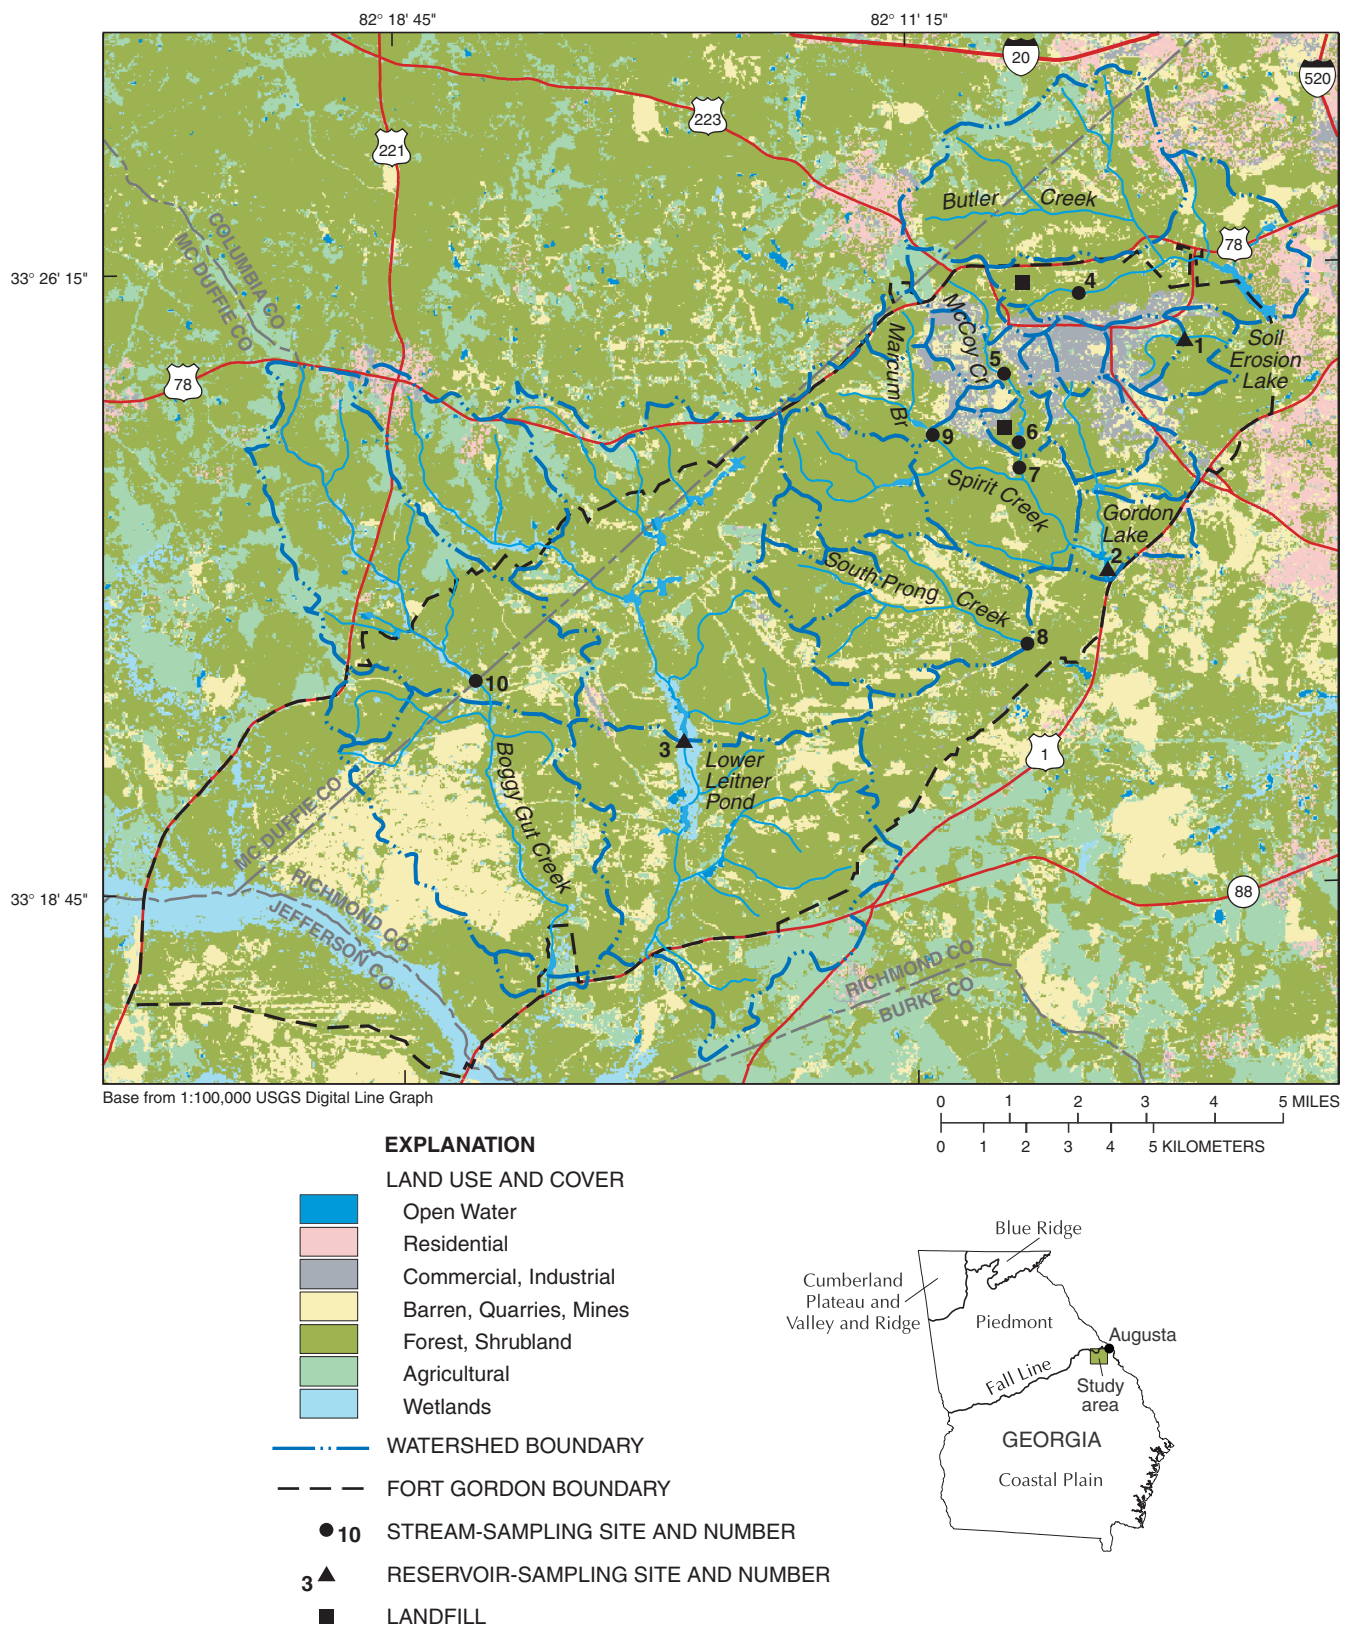 82° 18' 45"
82° 11' 15"
20
520
223
221
Butler Creek
78
COLUMBIA CO
MC DUFFIE CO
33° 26' 15"
4
McCoy Cr
Marcum Br
1
Soil
Erosion
Lake
5
78
9
6
7
Spirit Creek
Gordon
Lake
2
South Prong Creek
8
10
3
Lower
Leitner
Pond
1
Boggy Gut Creek
MC DUFFIE CO
RICHMOND CO
JEFFERSON CO
33° 18' 45"
88
RICHMOND CO
BURKE CO
Base from 1:100,000 USGS Digital Line Graph
0 1 2 3 4 5 MILES
0 1 2 3 4 5 KILOMETERS
EXPLANATION
LAND USE AND COVER
Open Water
Residential
Commercial, Industrial
Barren, Quarries, Mines
Forest, Shrubland
Agricultural
Wetlands
WATERSHED BOUNDARY
FORT GORDON BOUNDARY
10 STREAM-SAMPLING SITE AND NUMBER
3 RESERVOIR-SAMPLING SITE AND NUMBER
LANDFILL
Blue Ridge
Cumberland
Plateau and
Valley and Ridge
Piedmont
Augusta
Fall Line
Study
area
GEORGIA
Coastal Plain